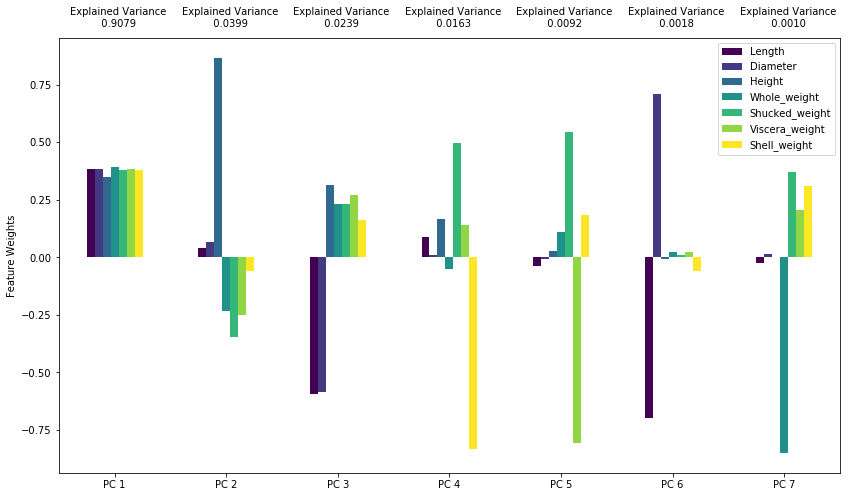 Explained Variance Explained Variance Explained Variance Explained Variance Explained Variance Explained Variance Explained Variance
0.9079 0.0399 0.0239 0.0163 0.0092 0.0018 0.0010
Length
Diameter
Height
Whole_weight
Shucked_weight
Viscera_weight
Shell_weight
0.75
0.50
0.25
0.00
−0.25
−0.50
−0.75
Feature Weights
PC 1 PC 2 PC 3 PC 4 PC 5 PC 6 PC 7